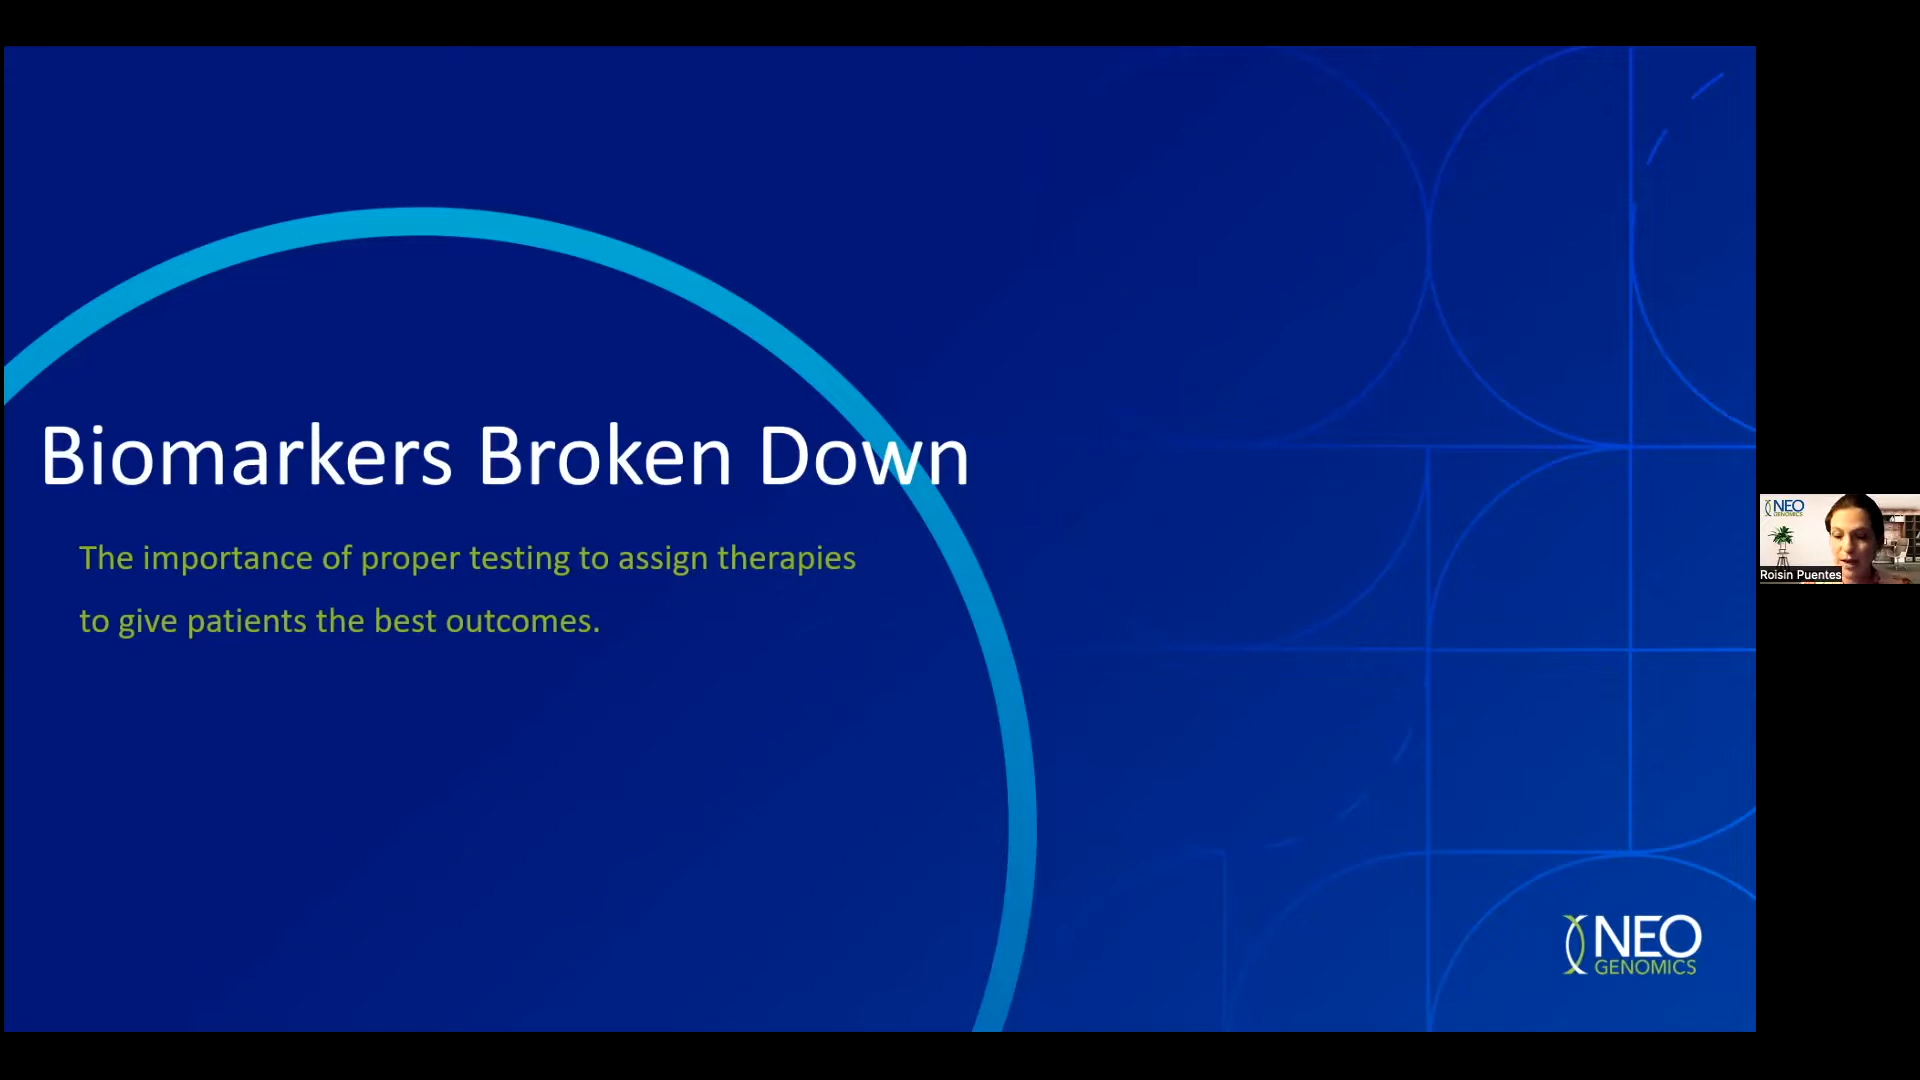 Biomarkers Broken Down
The importance of proper testing to assign therapies
to give patients the best outcomes.
NEO
GENOMICS
NEO
GENOMICS
Roisin Puentes